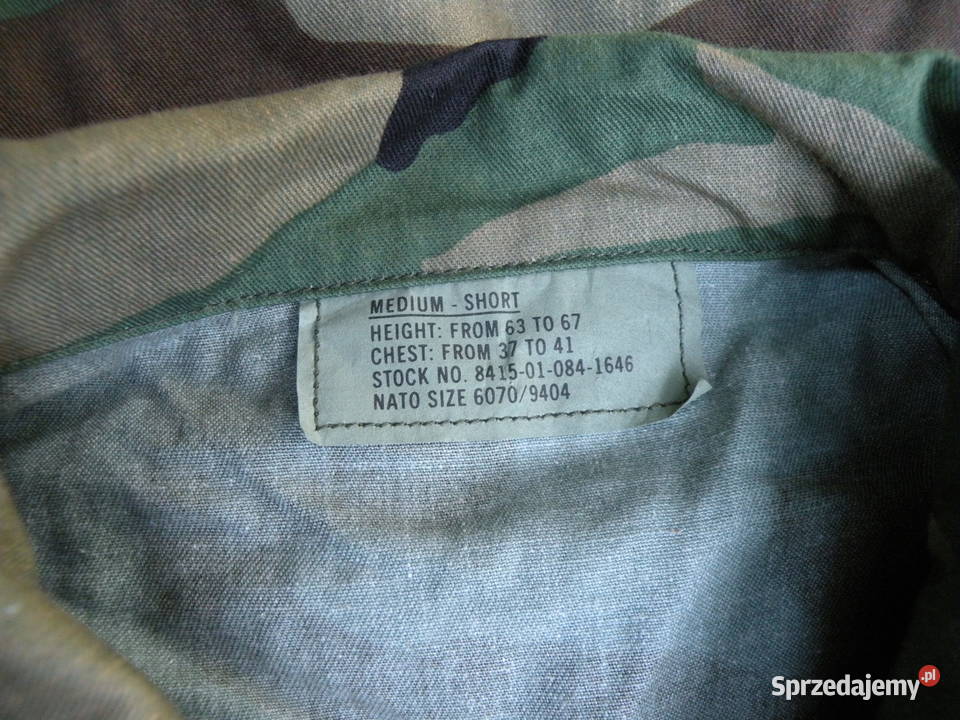 MEDIUM - SHORT
HEIGHT: FROM 63 TO 67
CHEST: FROM 37 TO 41
STOCK NO. 8415-01-084-1646
NATO SIZE 6070/9404
Sprzedajemy.pl